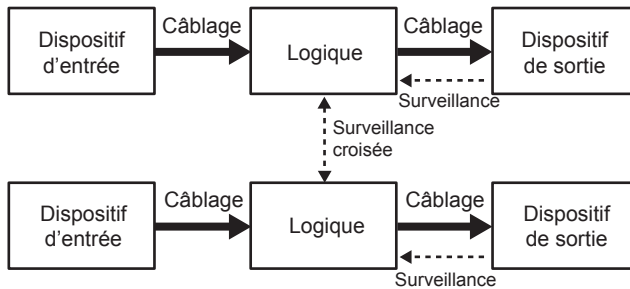 Dispositif
d'entrée
Câblage
Logique
Câblage
Surveillance
Dispositif
de sortie
Surveillance
croisée
Dispositif
d'entrée
Câblage
Logique
Câblage
Surveillance
Dispositif
de sortie